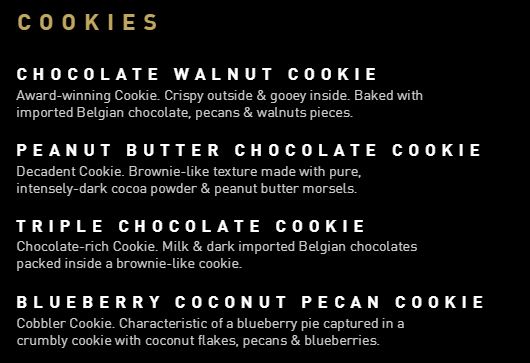 COOKIES
CHOCOLATE WALNUT COOKIE
Award-winning Cookie. Crispy outside & gooey inside. Baked with
imported Belgian chocolate, pecans & walnuts pieces.
PEANUT BUTTER CHOCOLATE COOKIE
Decadent Cookie. Brownie-like texture made with pure,
intensely-dark cocoa powder & peanut butter morsels.
TRIPLE CHOCOLATE COOKIE
Chocolate-rich Cookie. Milk & dark imported Belgian chocolates
packed inside a brownie-like cookie.
BLUEBERRY COCONUT PECAN COOKIE
Cobbler Cookie. Characteristic of a blueberry pie captured in a
crumbly cookie with coconut flakes, pecans & blueberries.